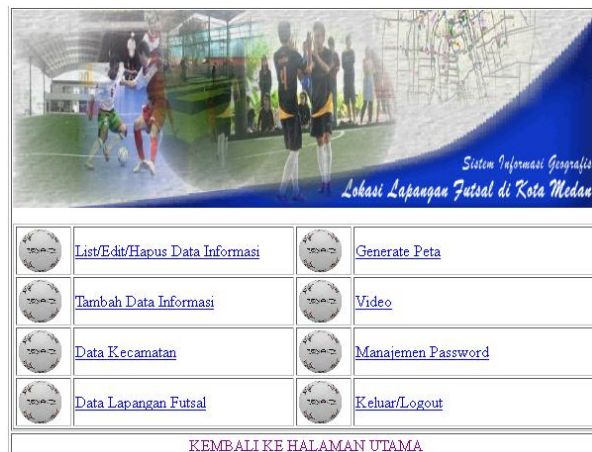 Sistem Informasi Geografis
Lokasi Lapangan Futsal di Kota Medan
List/Edit/Hapus Data Informasi
Generate Peta
Tambah Data Informasi
Video
Data Kecamatan
Manajemen Password
Data Lapangan Futsal
Keluar/Logout
KEMBALI KE HALAMAN UTAMA